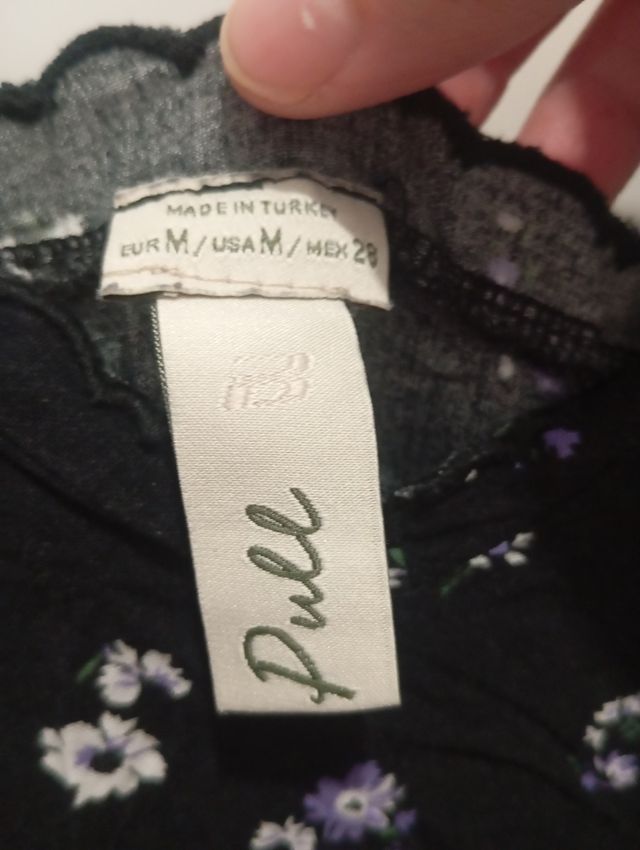 MADE IN TURKEY
EUR M / USA M / MEX 28
Pull